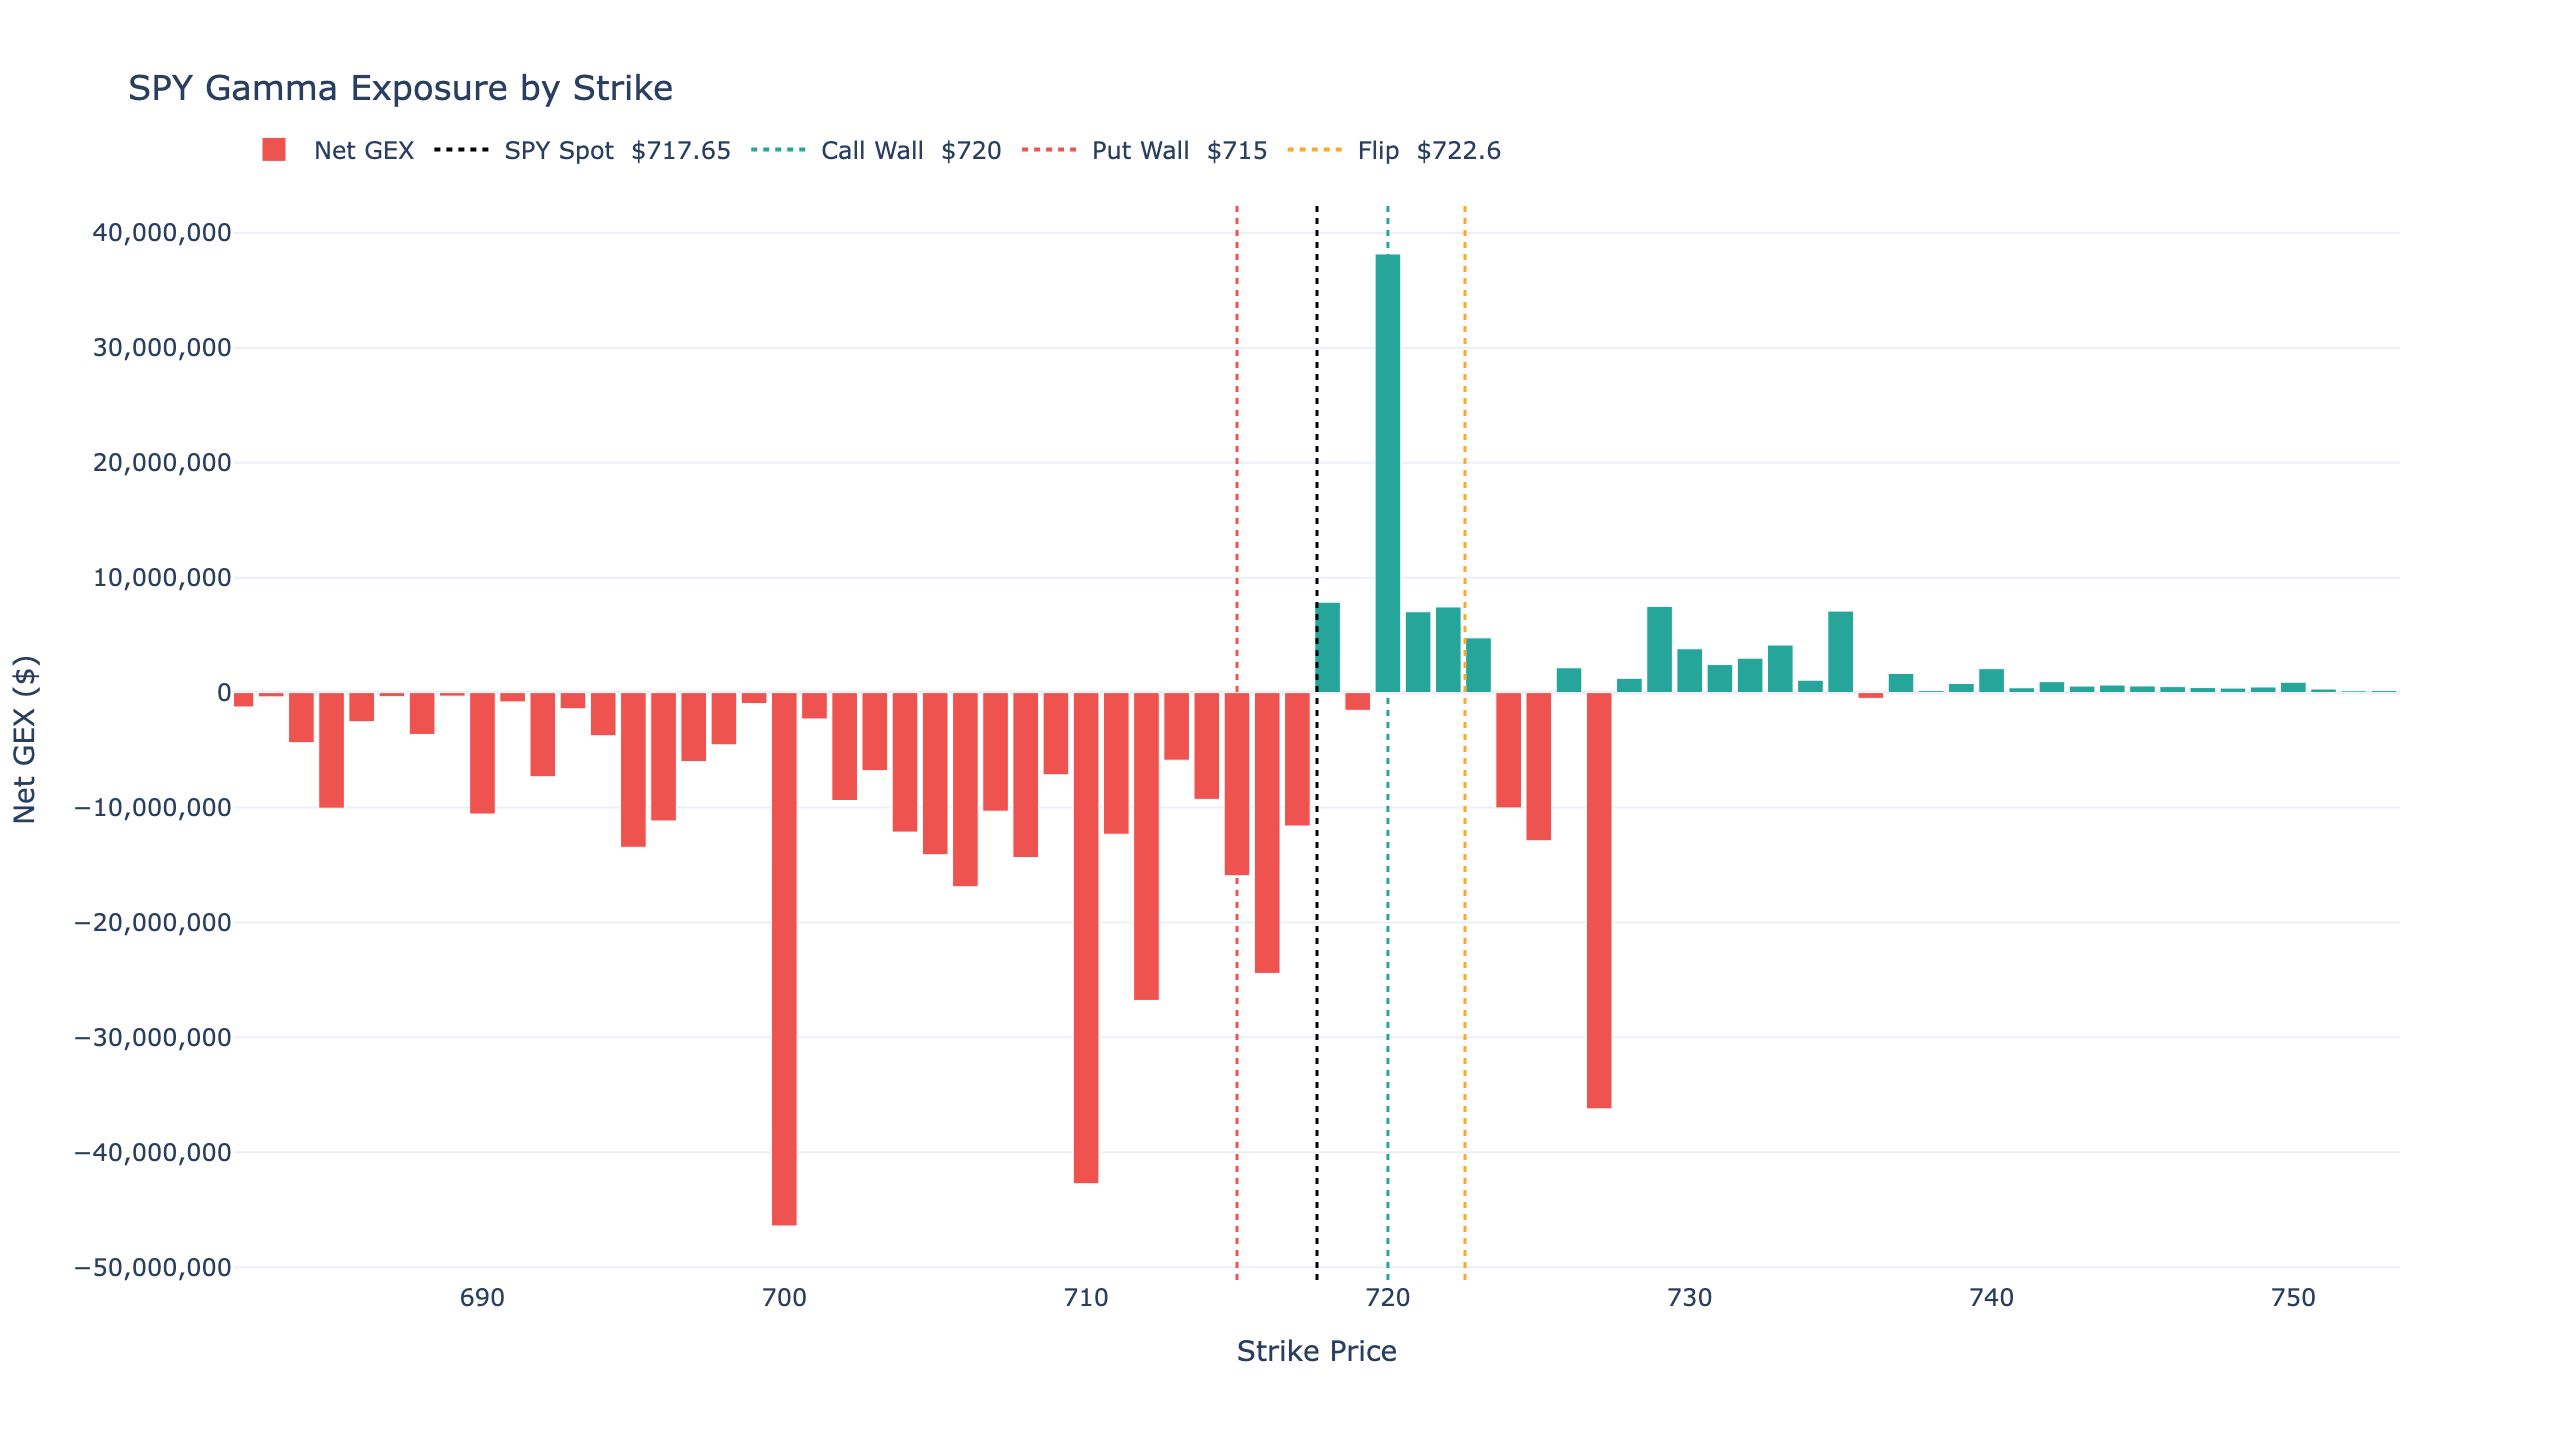 SPY Gamma Exposure by Strike
Net GEX SPY Spot $717.65 Call Wall $720 Put Wall $715 Flip $722.6
40,000,000
30,000,000
20,000,000
10,000,000
0
−10,000,000
−20,000,000
−30,000,000
−40,000,000
−50,000,000
Net GEX ($)
690 700 710 720 730 740 750
Strike Price